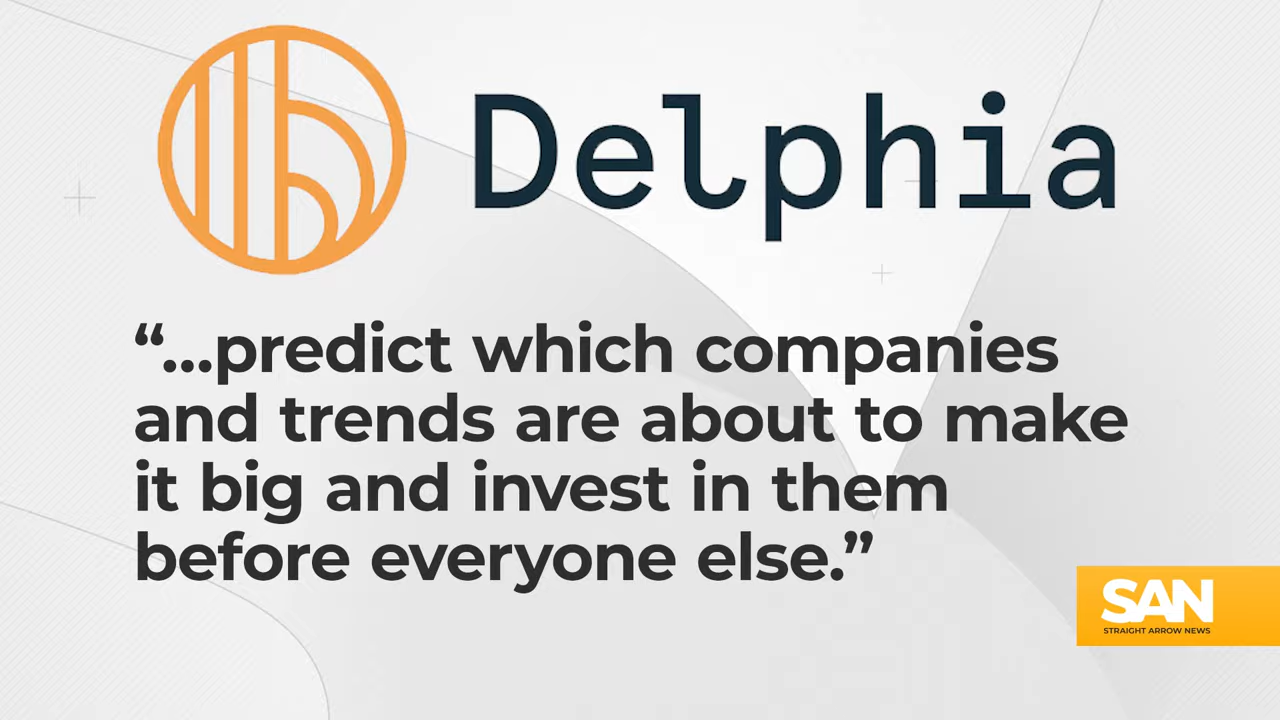 Delphia
“...predict which companies
and trends are about to make
it big and invest in them
before everyone else.”
SAN
STRAIGHT ARROW NEWS